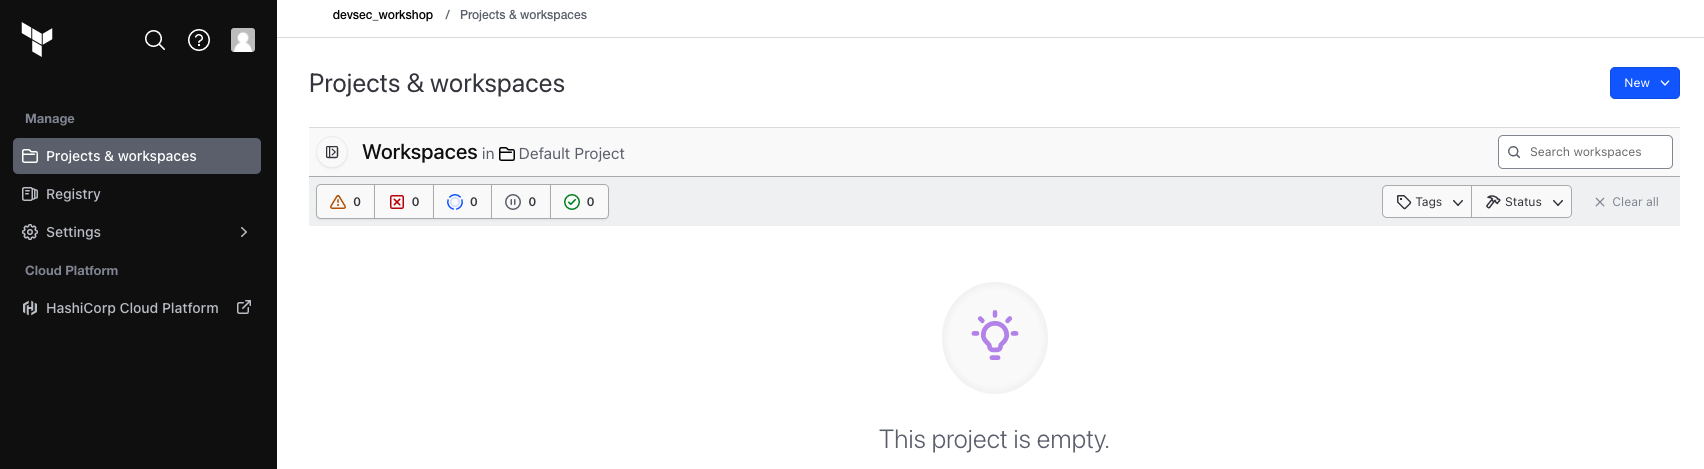 devsec_workshop / Projects & workspaces
Manage
Projects & workspaces
Registry
Settings
Cloud Platform
HashiCorp Cloud Platform
Projects & workspaces
New
Workspaces in Default Project
Search workspaces
0 0 0 0 0
Tags Status Clear all
This project is empty.